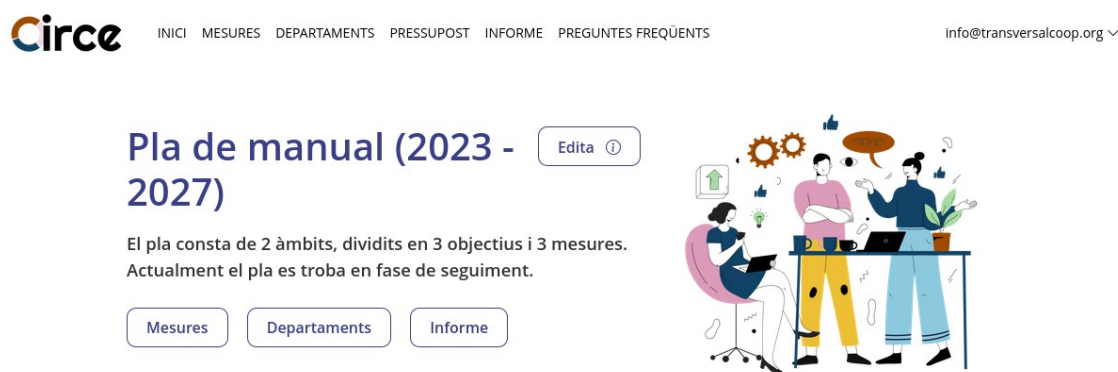 Circe
INICI MESURES DEPARTAMENTS PRESSUPOST INFORME PREGUNTES FREQÜENTS
info@transversalcoop.org
Pla de manual (2023 -
2027)
Edita
El pla consta de 2 àmbits, dividits en 3 objectius i 3 mesures.
Actualment el pla es troba en fase de seguiment.
Mesures Departaments Informe